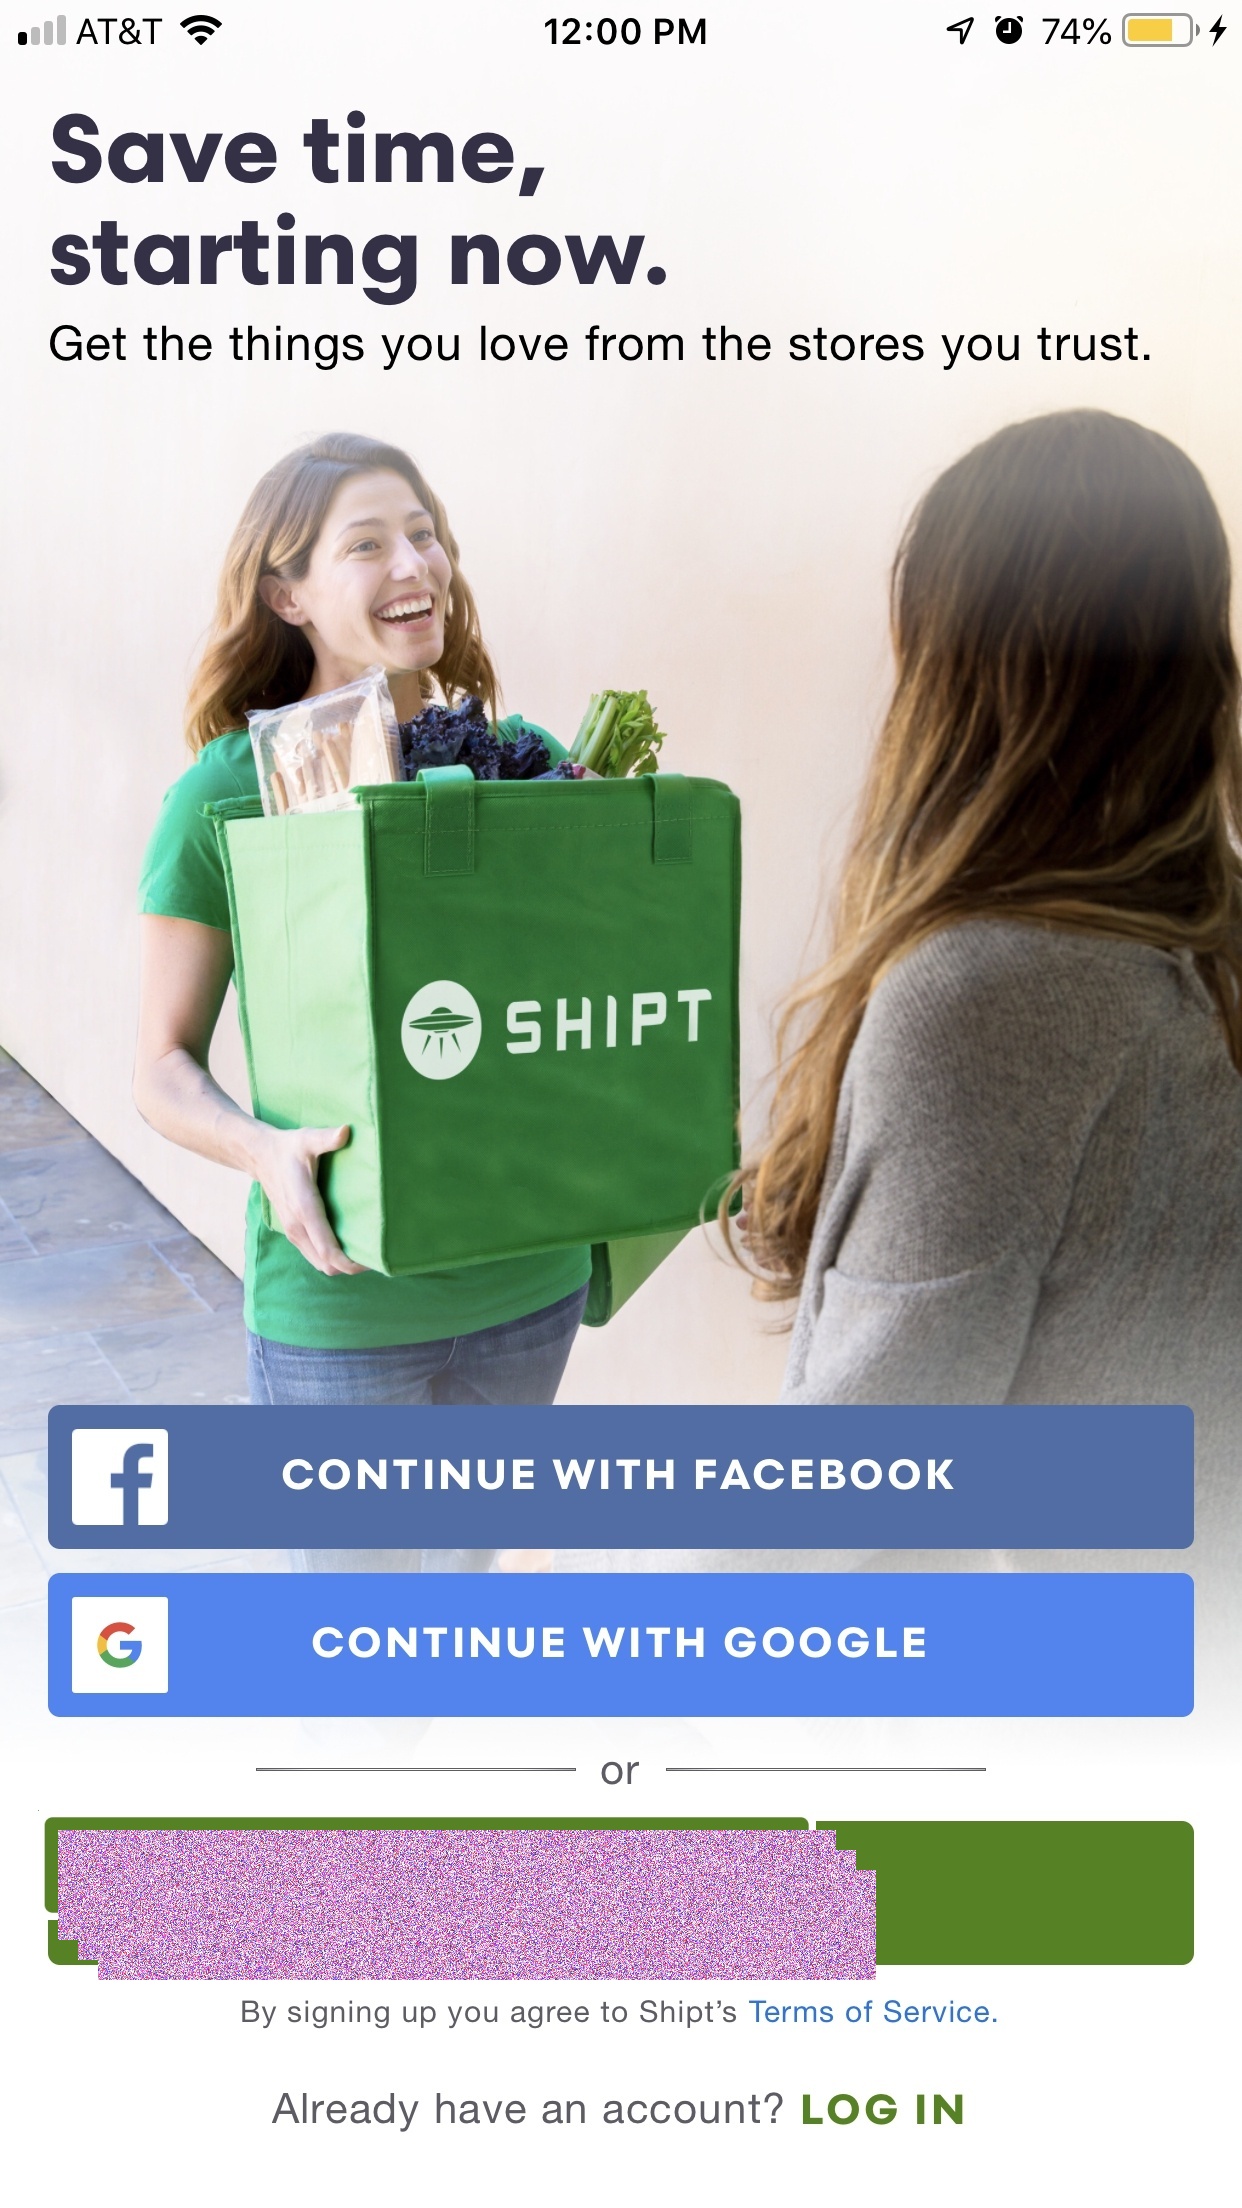 AT&T 12:00 PM 74%
Save time,
starting now.
Get the things you love from the stores you trust.
SHIPT
CONTINUE WITH FACEBOOK
CONTINUE WITH GOOGLE
or
By signing up you agree to Shipt’s Terms of Service.
Already have an account? LOG IN